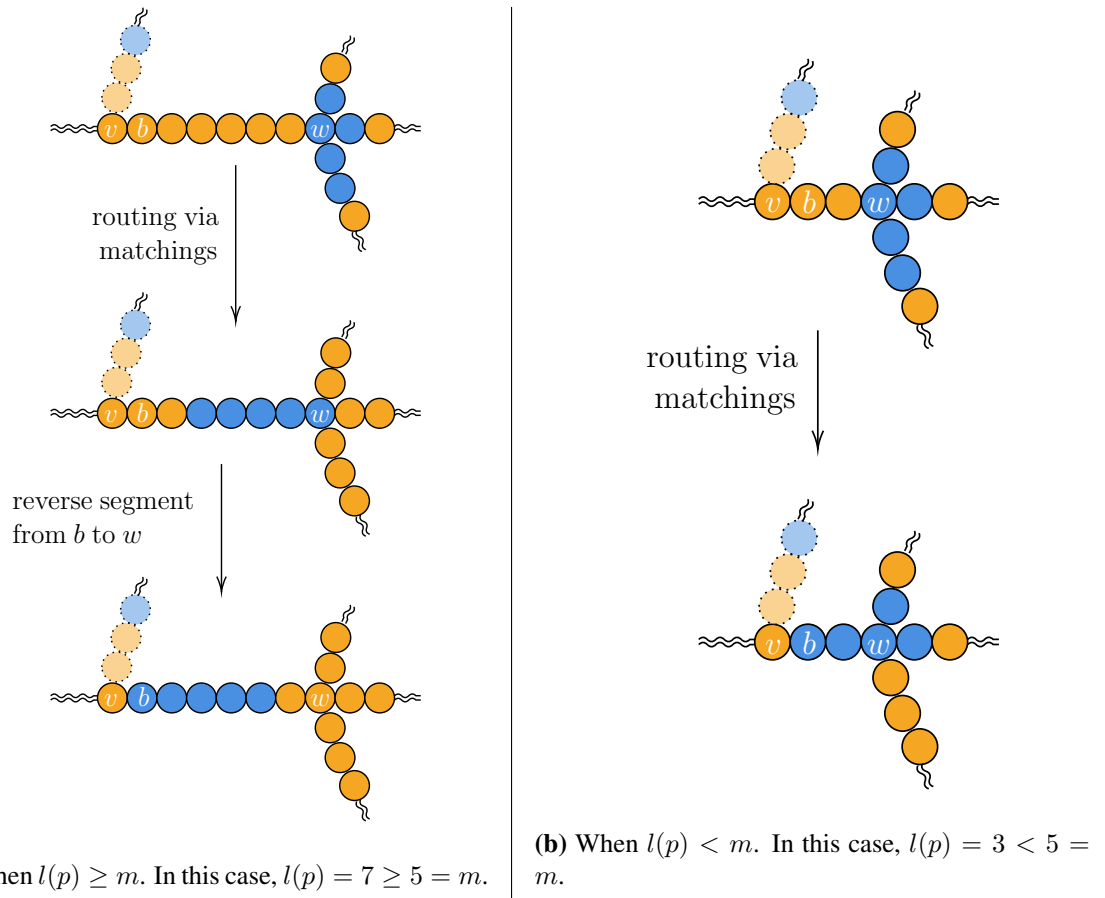 v b w
routing via
matchings
v b w
reverse segment
from b to w
v b w
hen l(p) ≥ m. In this case, l(p) = 7 ≥ 5 = m.
v b w
routing via
matchings
v b w
(b) When l(p) < m. In this case, l(p) = 3 < 5 =
m.